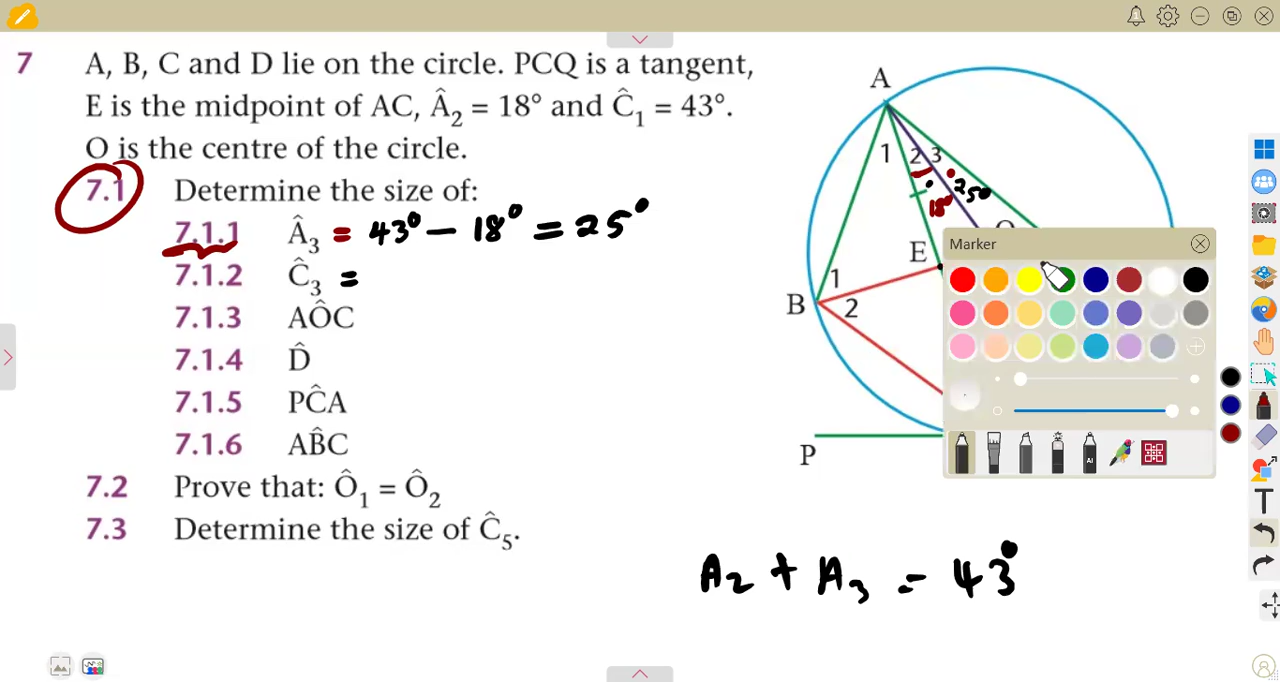 7 A, B, C and D lie on the circle. PCQ is a tangent,
E is the midpoint of AC, Â₂ = 18° and Ĉ₁ = 43°.
O is the centre of the circle.
7.1 Determine the size of:
7.1.1 Â₃ = 43° − 18° = 25°
7.1.2 Ĉ₃ =
7.1.3 AÔC
7.1.4 D̂
7.1.5 PĈA
7.1.6 AB̂C
7.2 Prove that: Ô₁ = Ô₂
7.3 Determine the size of Ĉ₅.
A
1 2 3
25°
18°
E
1
B 2
P
Marker
AI
T
A₂ + A₃ = 43°